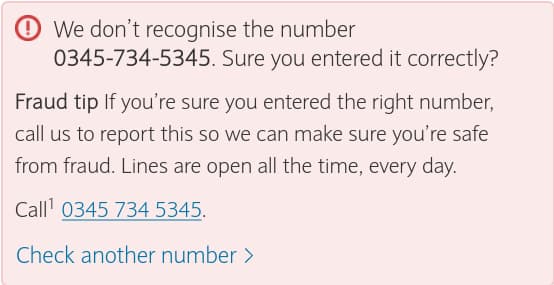 We don't recognise the number
0345-734-5345. Sure you entered it correctly?
Fraud tip If you're sure you entered the right number,
call us to report this so we can make sure you're safe
from fraud. Lines are open all the time, every day.
Call¹ 0345 734 5345.
Check another number >